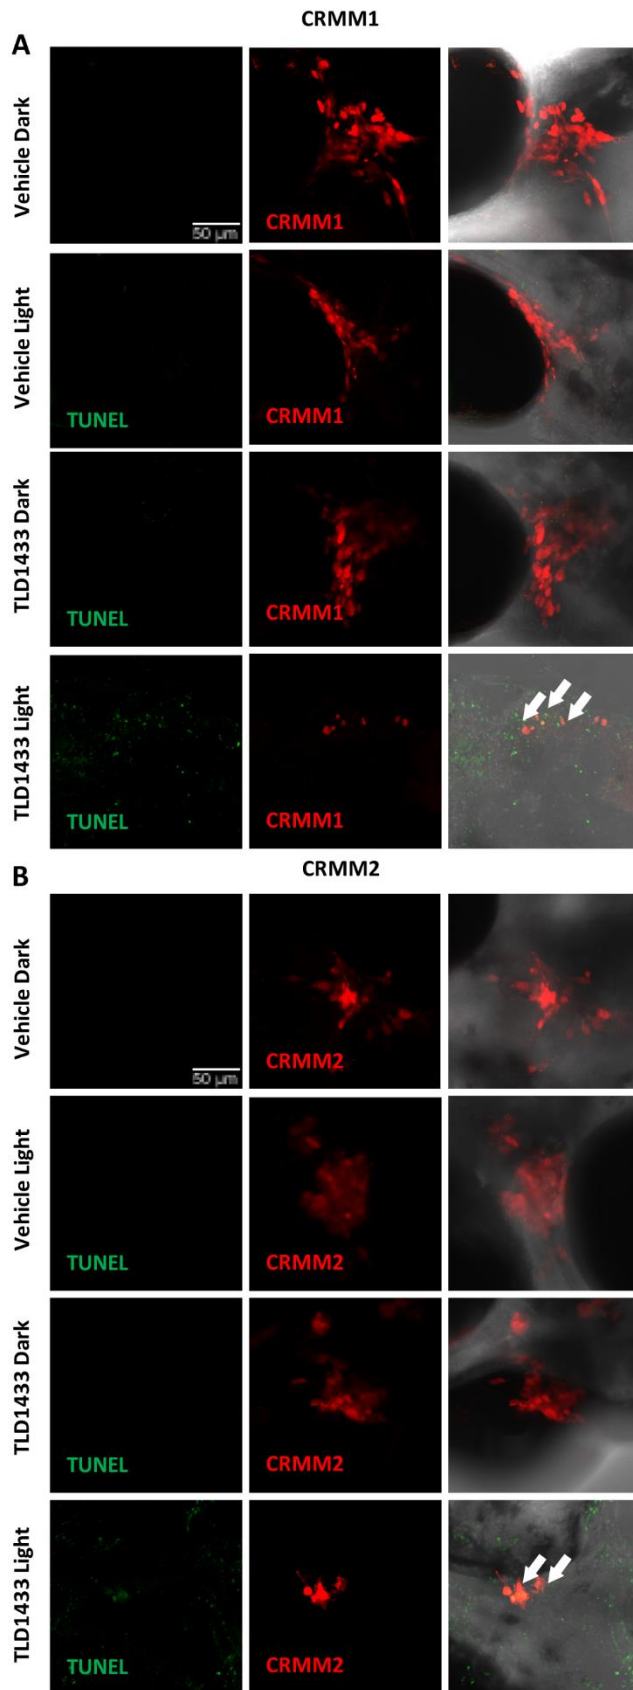 CRMM1
A
Vehicle Dark
50 µm
CRMM1
Vehicle Light
TUNEL
CRMM1
TLD1433 Dark
TUNEL
CRMM1
TLD1433 Light
TUNEL
CRMM1
B
CRMM2
Vehicle Dark
50 µm
CRMM2
Vehicle Light
TUNEL
CRMM2
TLD1433 Dark
TUNEL
CRMM2
TLD1433 Light
TUNEL
CRMM2